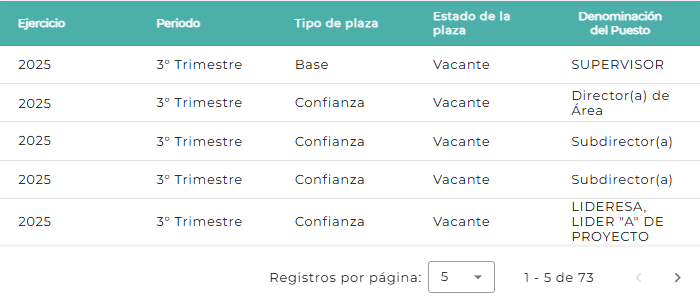 Ejercicio Periodo Tipo de plaza Estado de la plaza Denominación del Puesto
2025 3° Trimestre Base Vacante SUPERVISOR
2025 3° Trimestre Confianza Vacante Director(a) de Área
2025 3° Trimestre Confianza Vacante Subdirector(a)
2025 3° Trimestre Confianza Vacante Subdirector(a)
2025 3° Trimestre Confianza Vacante LIDERESA, LIDER "A" DE PROYECTO
Registros por página: 5 1 - 5 de 73